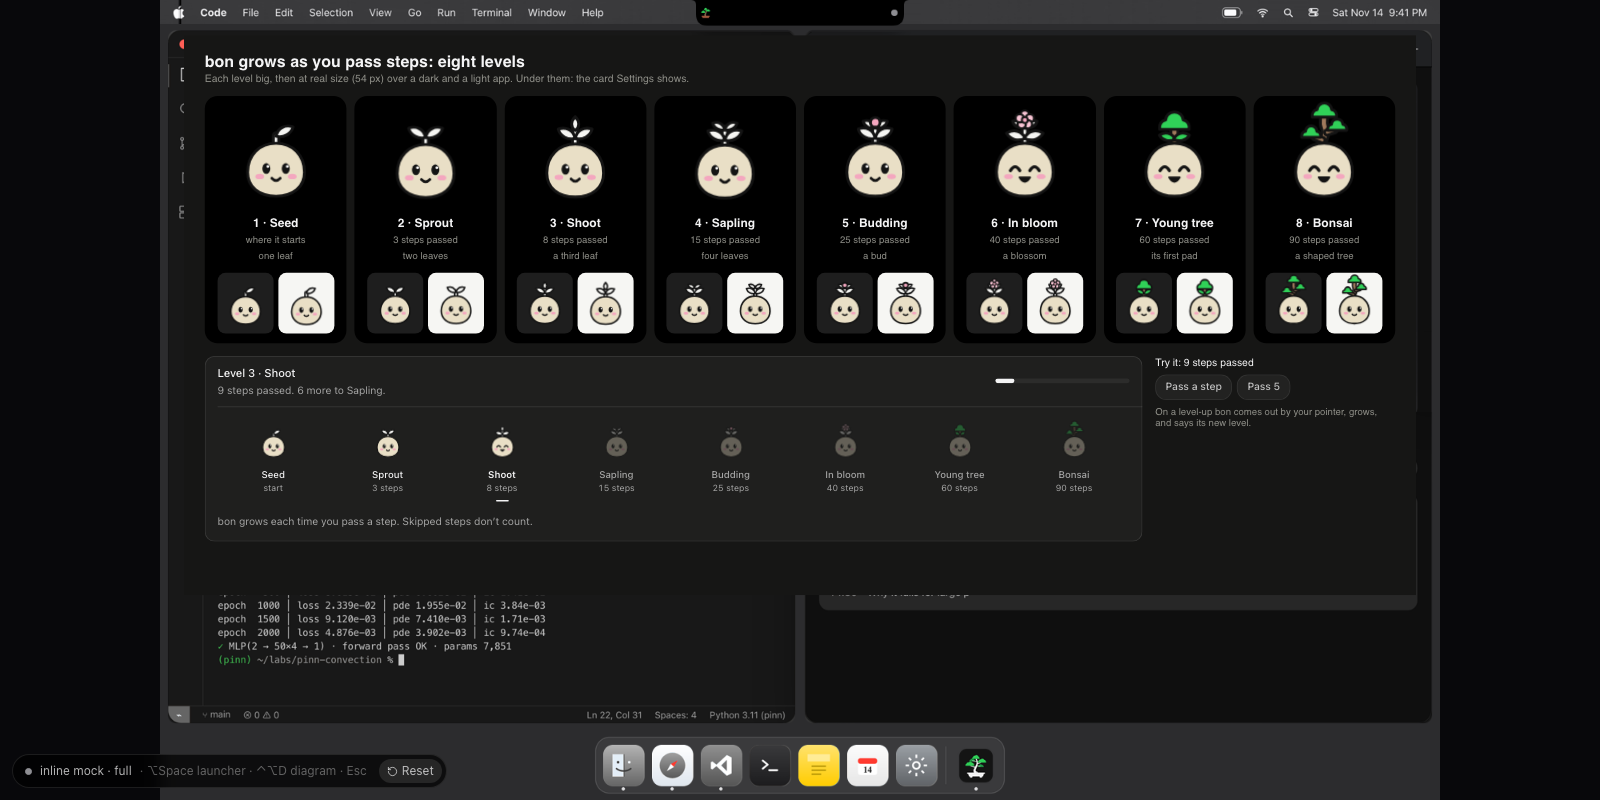 Code File Edit Selection View Go Run Terminal Window Help
Sat Nov 14 9:41 PM
bon grows as you pass steps: eight levels
Each level big, then at real size (54 px) over a dark and a light app. Under them: the card Settings shows.
1 · Seed
where it starts
one leaf
2 · Sprout
3 steps passed
two leaves
3 · Shoot
8 steps passed
a third leaf
4 · Sapling
15 steps passed
four leaves
5 · Budding
25 steps passed
a bud
6 · In bloom
40 steps passed
a blossom
7 · Young tree
60 steps passed
its first pad
8 · Bonsai
90 steps passed
a shaped tree
Level 3 · Shoot
9 steps passed. 6 more to Sapling.
Seed
start
Sprout
3 steps
Shoot
8 steps
Sapling
15 steps
Budding
25 steps
In bloom
40 steps
Young tree
60 steps
Bonsai
90 steps
bon grows each time you pass a step. Skipped steps don't count.
Try it: 9 steps passed
Pass a step
Pass 5
On a level-up bon comes out by your pointer, grows,
and says its new level.
epoch 1000 | loss 2.339e-02 | pde 1.955e-02 | ic 3.84e-03
epoch 1500 | loss 9.120e-03 | pde 7.410e-03 | ic 1.71e-03
epoch 2000 | loss 4.876e-03 | pde 3.902e-03 | ic 9.74e-04
✓ MLP(2 → 50×4 → 1) · forward pass OK · params 7,851
(pinn) ~/labs/pinn-convection %
main
0 0
Ln 22, Col 31 Spaces: 4 Python 3.11 (pinn)
14
inline mock · full · ⌥Space launcher · ^⌥D diagram · Esc
Reset